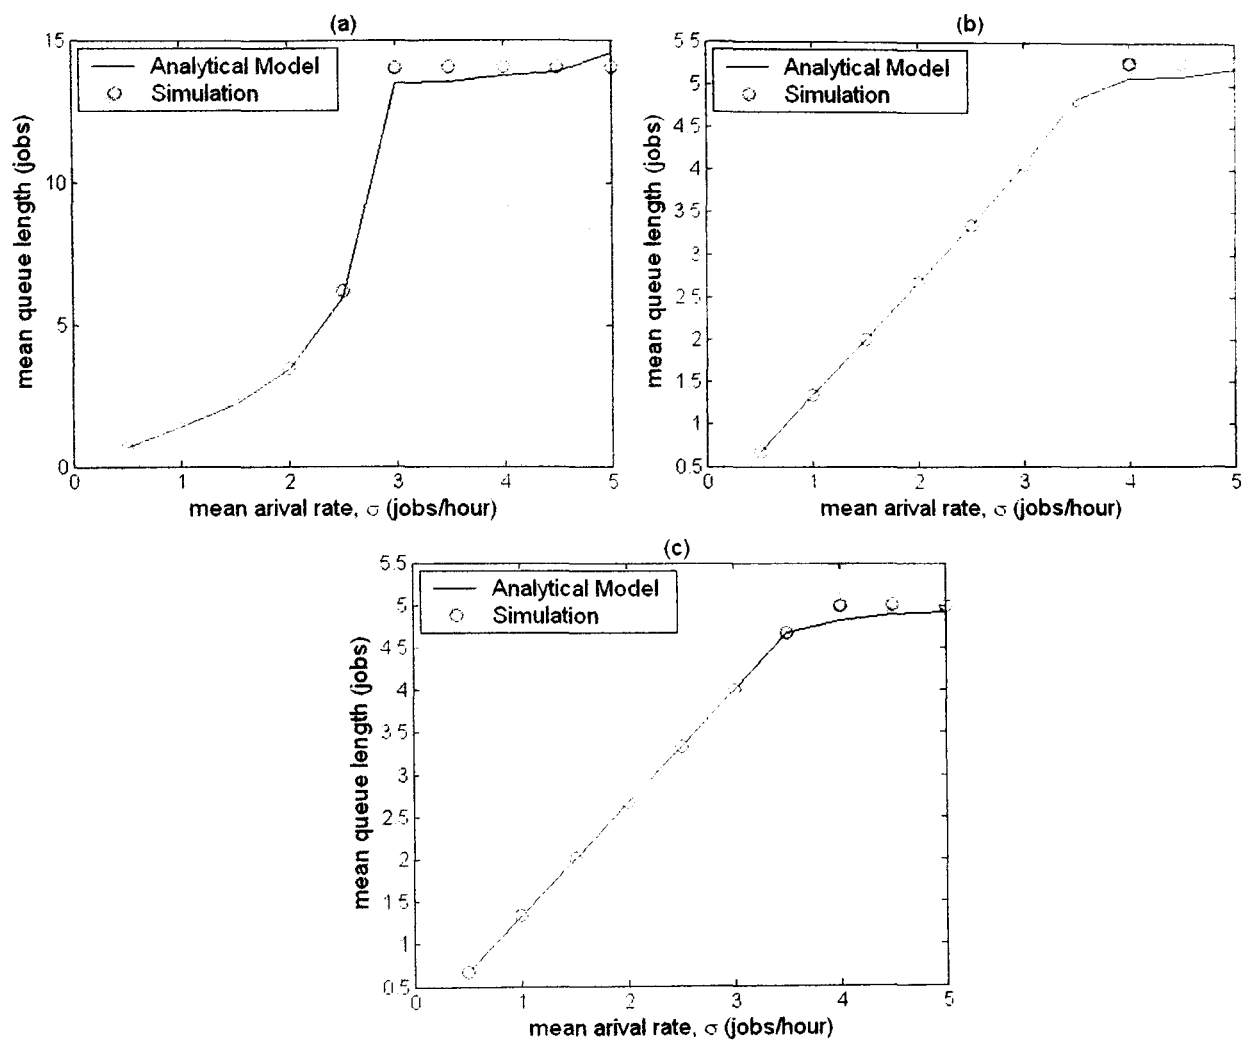 (a)
15
10
5
0
Analytical Model
Simulation
mean queue length (jobs)
0 1 2 3 4 5
mean arival rate, σ (jobs/hour)
(b)
5.5
5
4.5
4
3.5
3
2.5
2
1.5
1
0.5
Analytical Model
Simulation
mean queue length (jobs)
0 1 2 3 4 5
mean arival rate, σ (jobs/hour)
(c)
5.5
5
4.5
4
3.5
3
2.5
2
1.5
1
0.5
Analytical Model
Simulation
mean queue length (jobs)
0 1 2 3 4 5
mean arival rate, σ (jobs/hour)